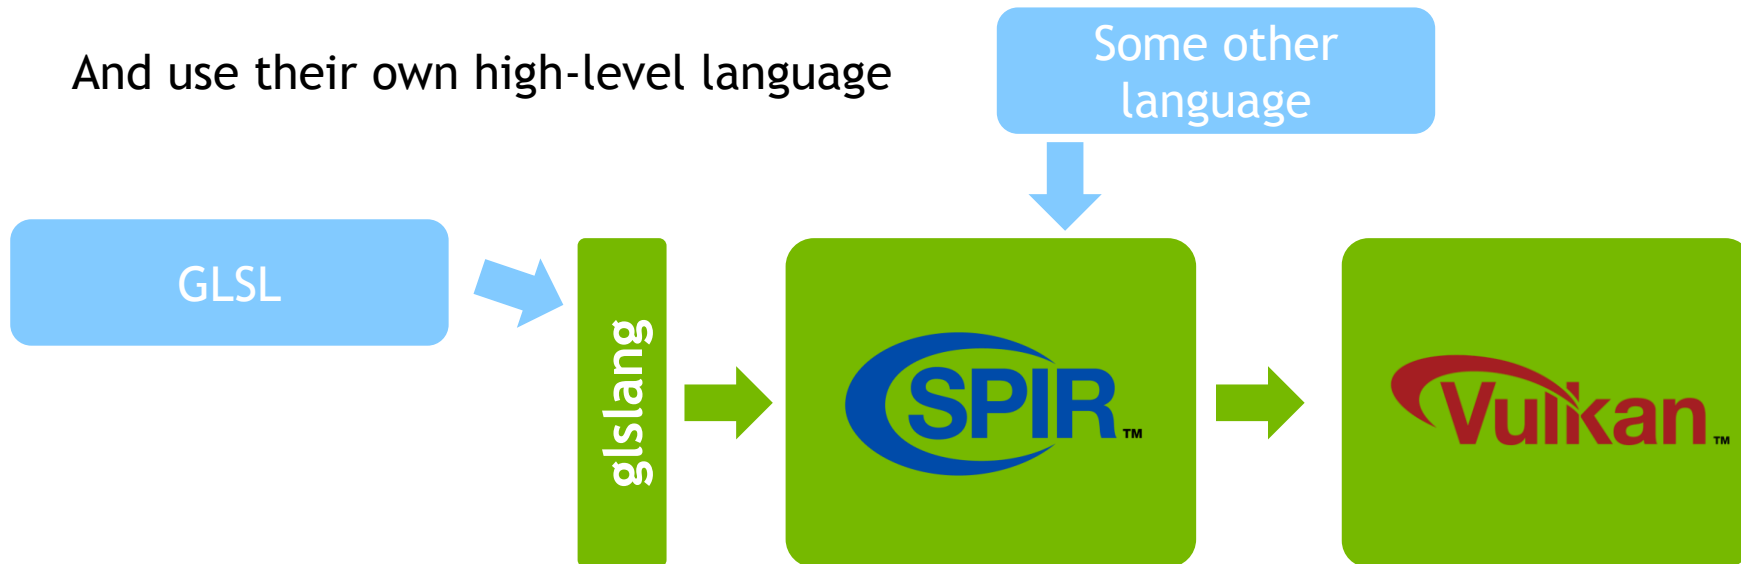 And use their own high-level language
Some other
language
GLSL
glslang
SPIR™
Vulkan™